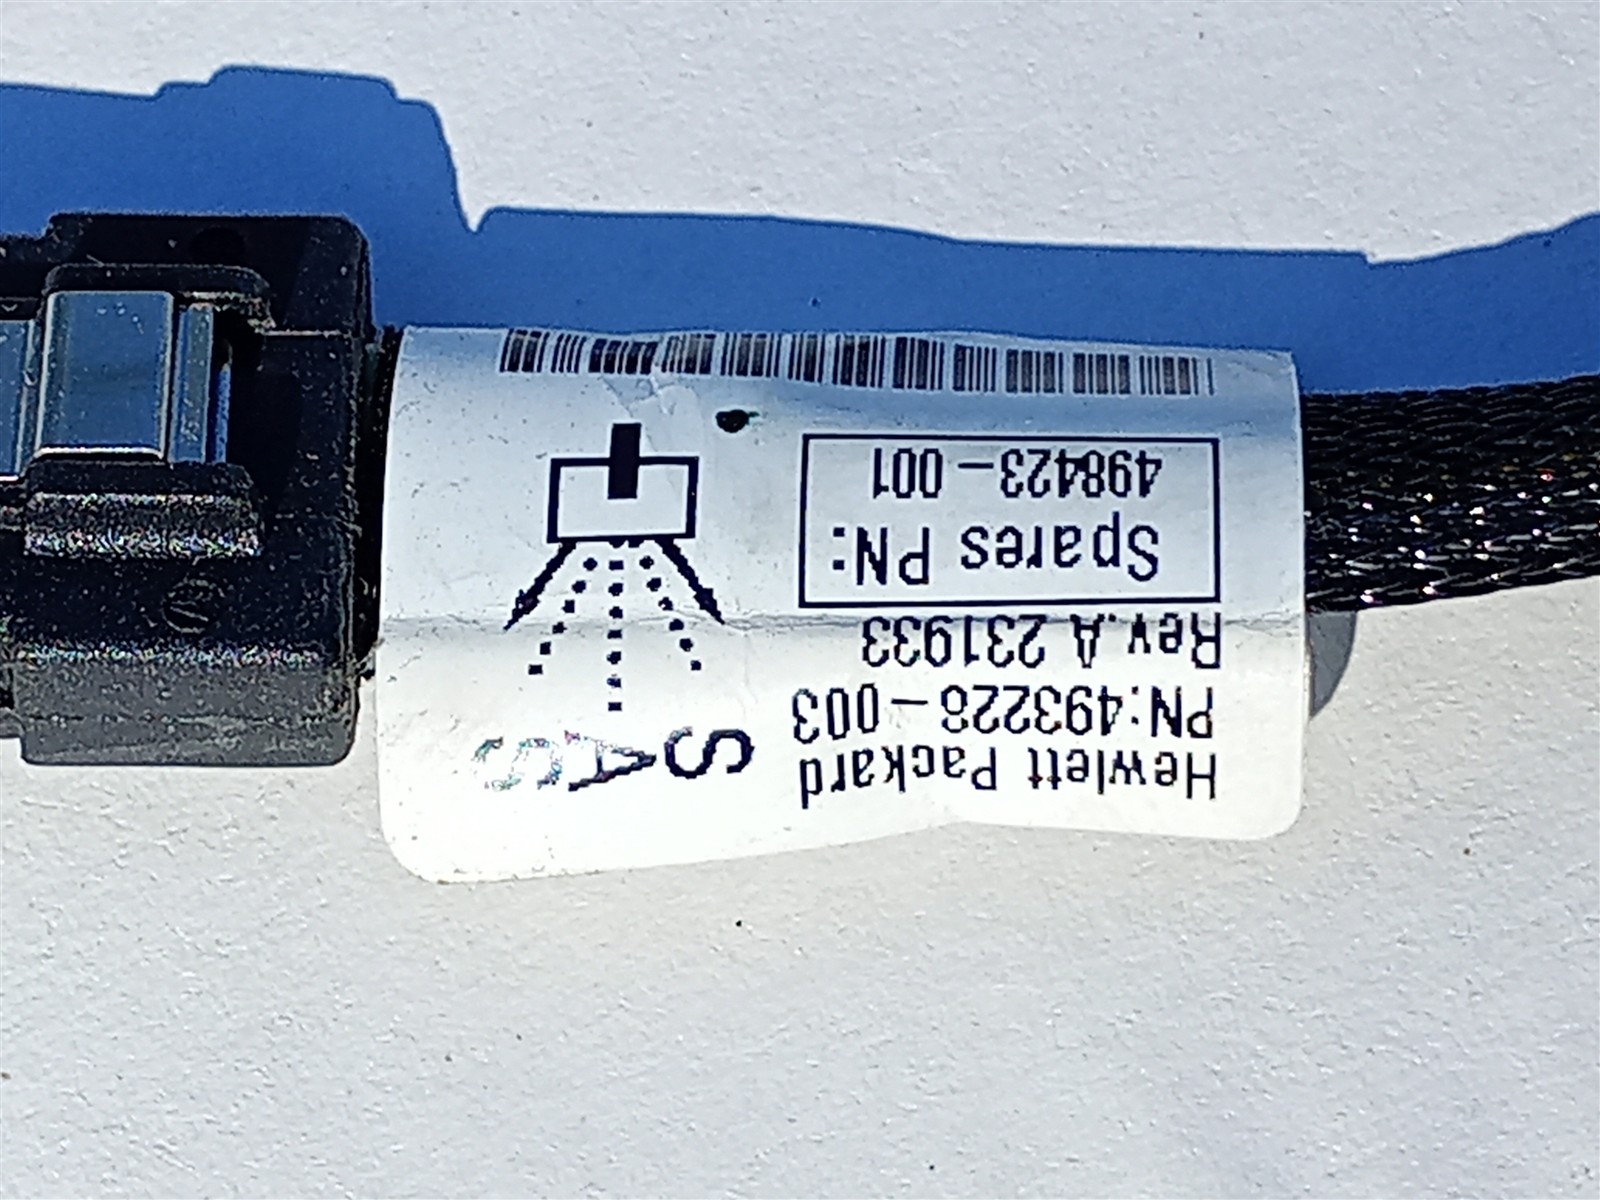 Hewlett Packard
PN:493228-003
Rev.A 231933
Spares PN:
498423-001
SAS